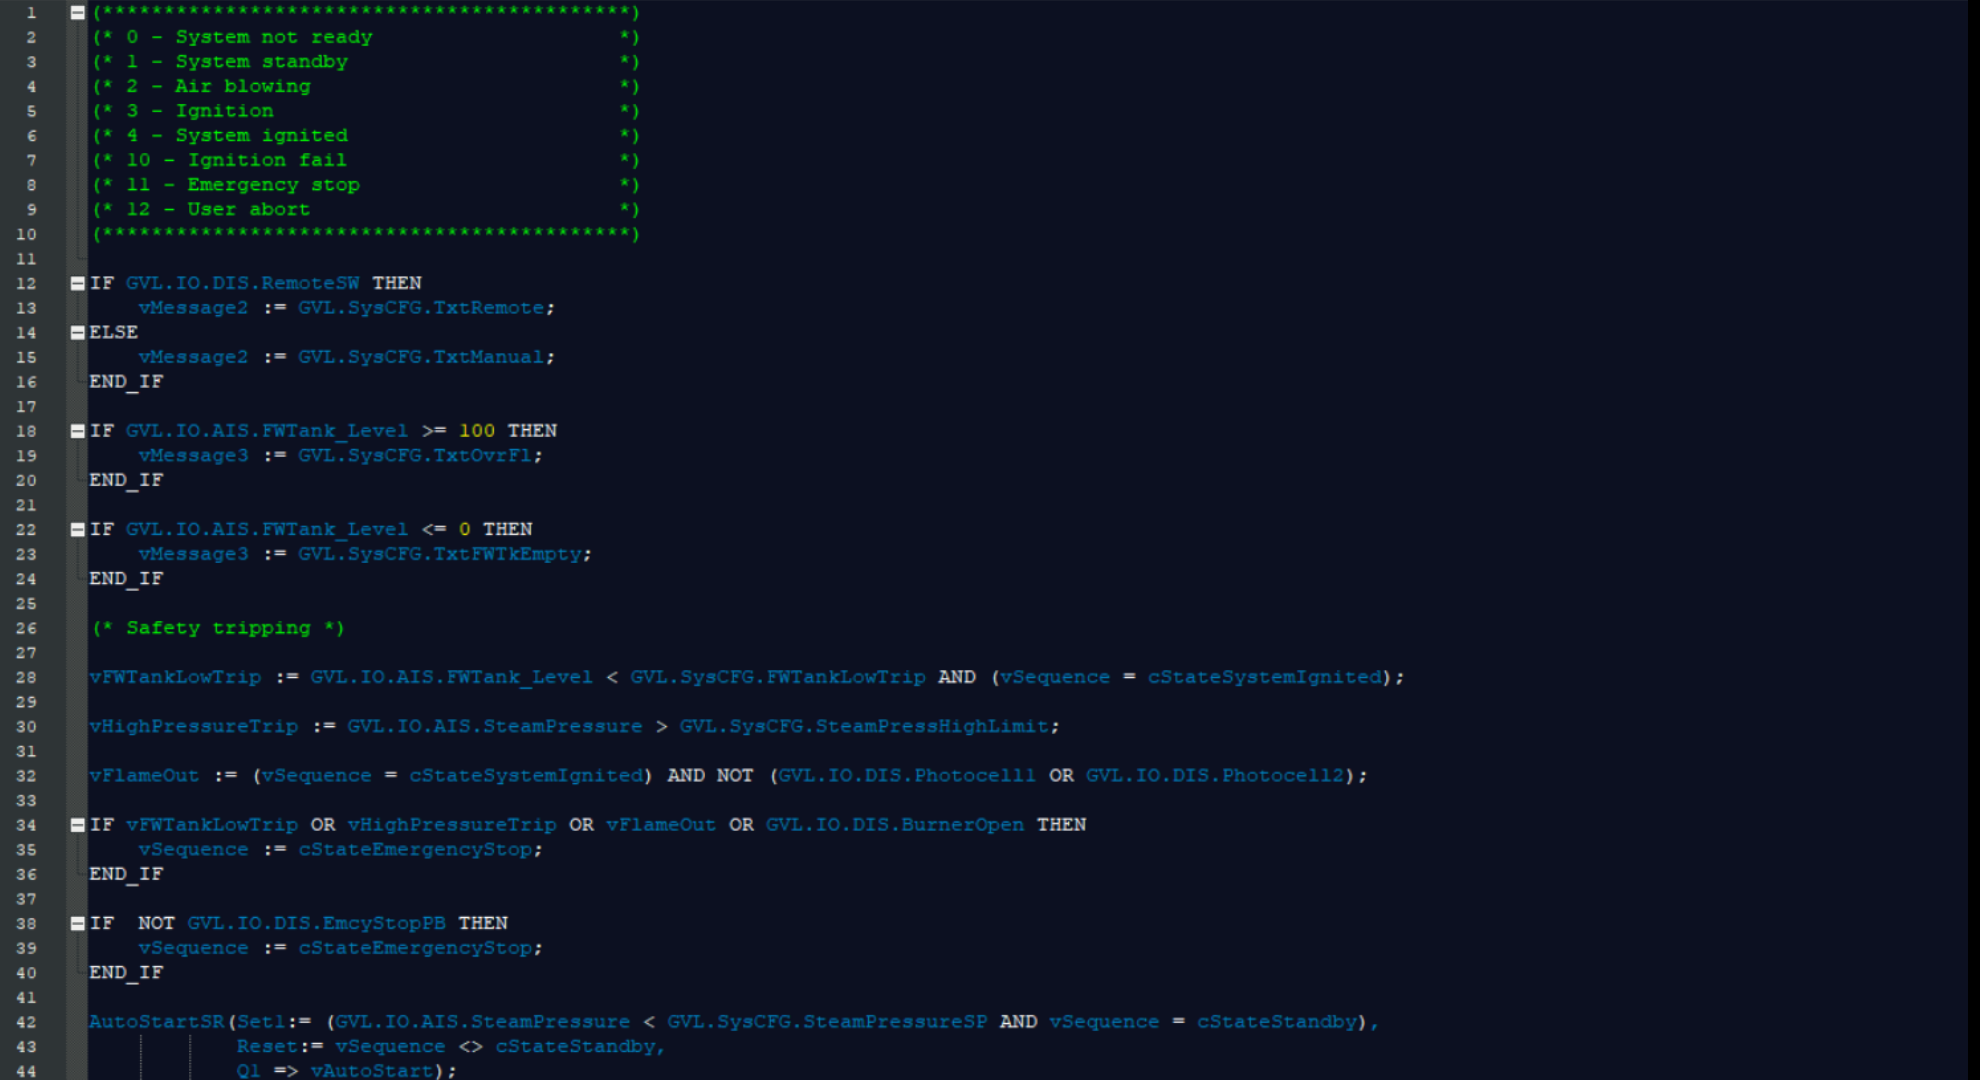 1 (*******************************************)
2 (* 0 - System not ready *)
3 (* 1 - System standby *)
4 (* 2 - Air blowing *)
5 (* 3 - Ignition *)
6 (* 4 - System ignited *)
7 (* 10 - Ignition fail *)
8 (* 11 - Emergency stop *)
9 (* 12 - User abort *)
10 (*******************************************)
11
12 IF GVL.IO.DIS.RemoteSW THEN
13 vMessage2 := GVL.SysCFG.TxtRemote;
14 ELSE
15 vMessage2 := GVL.SysCFG.TxtManual;
16 END_IF
17
18 IF GVL.IO.AIS.FWTank_Level >= 100 THEN
19 vMessage3 := GVL.SysCFG.TxtOvrFl;
20 END_IF
21
22 IF GVL.IO.AIS.FWTank_Level <= 0 THEN
23 vMessage3 := GVL.SysCFG.TxtFWTkEmpty;
24 END_IF
25
26 (* Safety tripping *)
27
28 vFWTankLowTrip := GVL.IO.AIS.FWTank_Level < GVL.SysCFG.FWTankLowTrip AND (vSequence = cStateSystemIgnited);
29
30 vHighPressureTrip := GVL.IO.AIS.SteamPressure > GVL.SysCFG.SteamPressHighLimit;
31
32 vFlameOut := (vSequence = cStateSystemIgnited) AND NOT (GVL.IO.DIS.Photocell1 OR GVL.IO.DIS.Photocell2);
33
34 IF vFWTankLowTrip OR vHighPressureTrip OR vFlameOut OR GVL.IO.DIS.BurnerOpen THEN
35 vSequence := cStateEmergencyStop;
36 END_IF
37
38 IF  NOT GVL.IO.DIS.EmcyStopPB THEN
39 vSequence := cStateEmergencyStop;
40 END_IF
41
42 AutoStartSR(Set1:= (GVL.IO.AIS.SteamPressure < GVL.SysCFG.SteamPressureSP AND vSequence = cStateStandby),
43 Reset:= vSequence <> cStateStandby,
44 Q1 => vAutoStart);